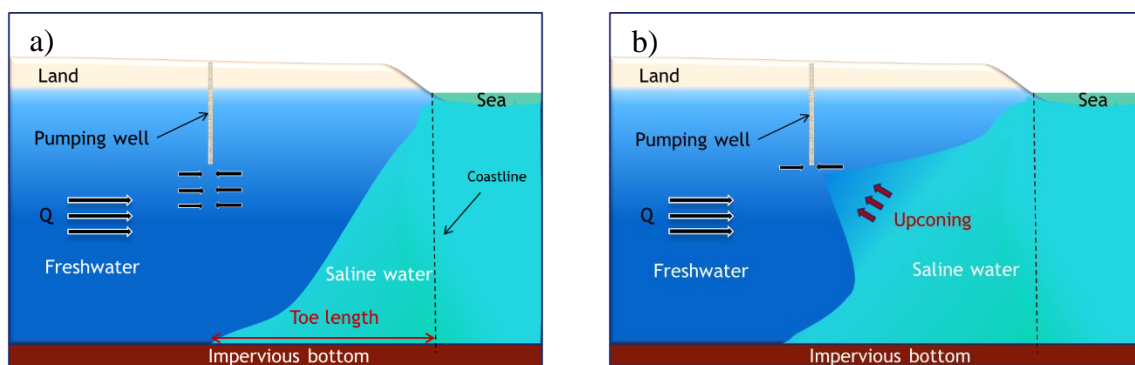 a)
Land
Sea
Pumping well
Coastline
Q
Freshwater
Saline water
Toe length
Impervious bottom
b)
Land
Sea
Pumping well
Q
Upconing
Freshwater
Saline water
Impervious bottom